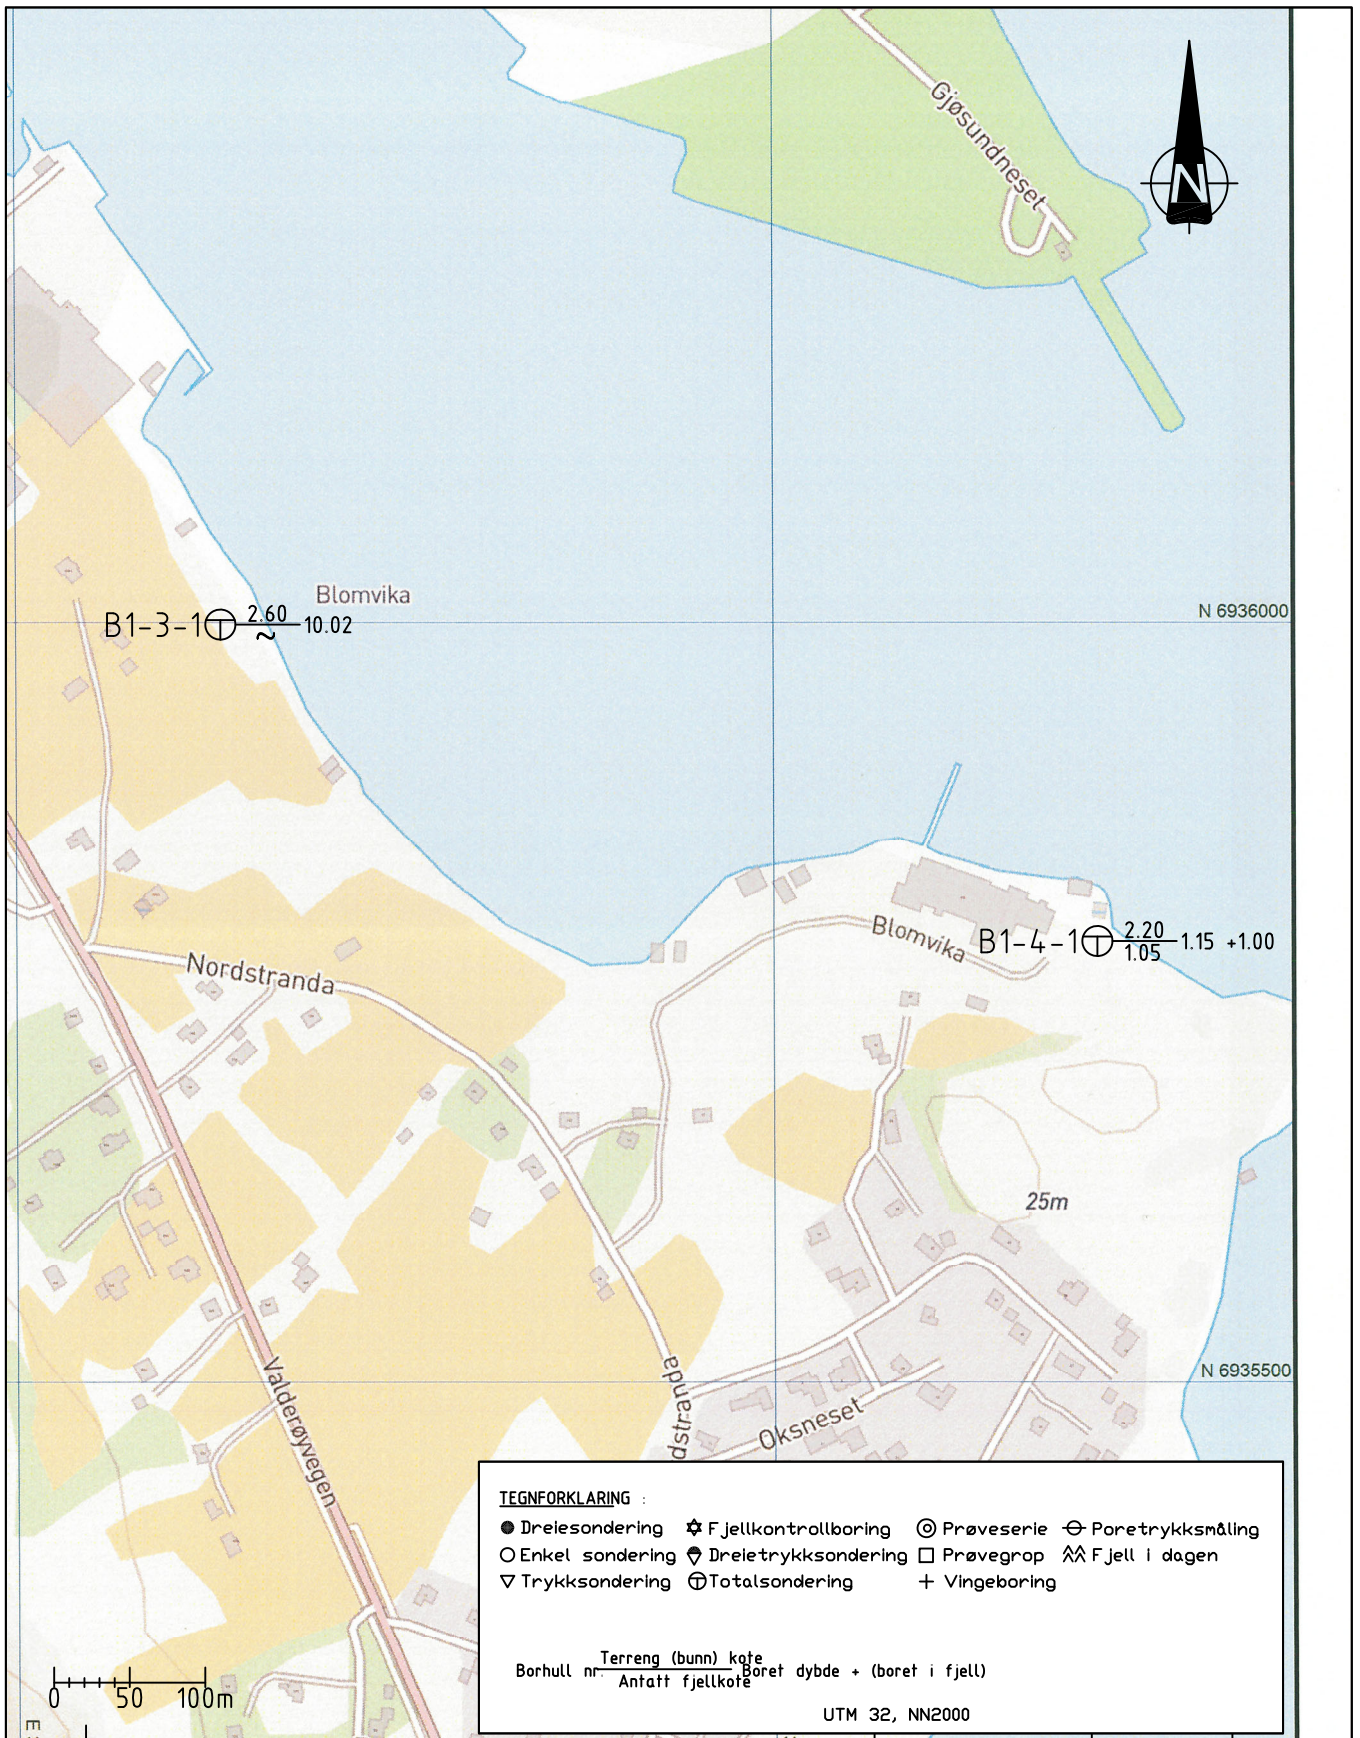 Gjøsundneset
N
Blomvika
N 6936000
B1-3-1 2.60 10.02
~
Blomvika
B1-4-1 2.20 1.15 +1.00
1.05
Nordstranda
25m
N 6935500
Valderøyvegen
dstranda
Oksneset
TEGNFORKLARING :
Dreiesondering Fjellkontrollboring Prøveserie Poretrykksmåling
Enkel sondering Dreietrykksondering Prøvegrop Fjell i dagen
Trykksondering Totalsondering Vingeboring
Borhull nr. Terreng (bunn) kote Boret dybde + (boret i fjell)
Antatt fjellkote
UTM 32, NN2000
0 50 100m